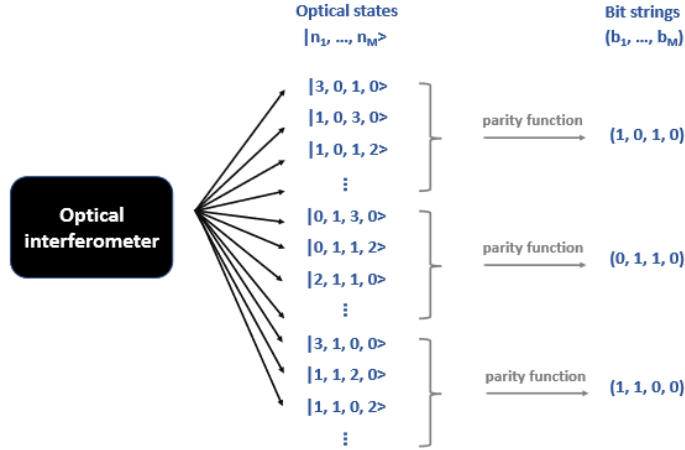 Optical states
|n₁, ..., n_M>
Bit strings
(b₁, ..., b_M)
Optical
interferometer
|3, 0, 1, 0>
|1, 0, 3, 0>
|1, 0, 1, 2>
...
parity function
(1, 0, 1, 0)
|0, 1, 3, 0>
|0, 1, 1, 2>
|2, 1, 1, 0>
...
parity function
(0, 1, 1, 0)
|3, 1, 0, 0>
|1, 1, 2, 0>
|1, 1, 0, 2>
...
parity function
(1, 1, 0, 0)